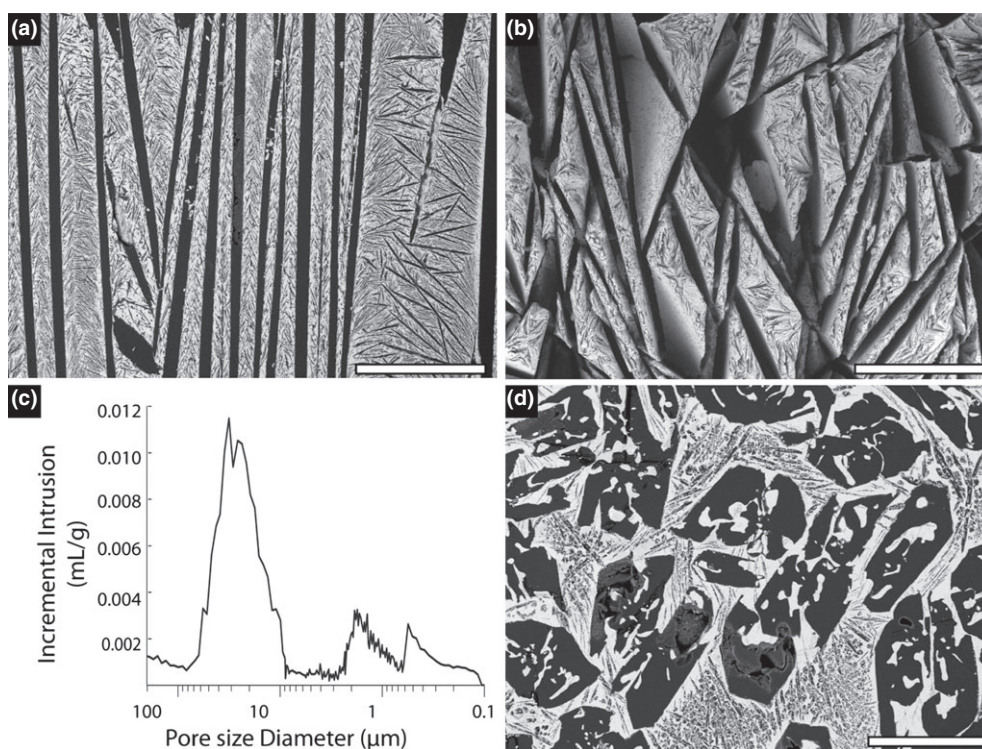 (a)
(b)
(c)
0.012
0.010
0.008
0.006
0.004
0.002
Incremental Intrusion
(mL/g)
100
10
1
0.1
Pore size Diameter (µm)
(d)